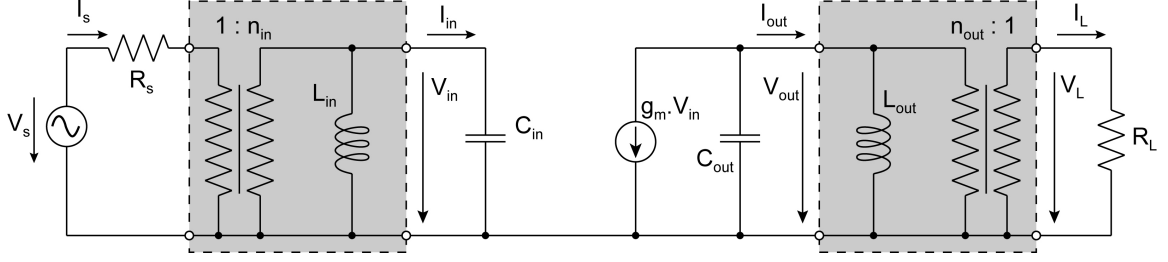 I_s
1 : n_in
I_in
I_out
n_out : 1
I_L
R_s
V_s
L_in
V_in
C_in
g_m.V_in
C_out
V_out
L_out
V_L
R_L